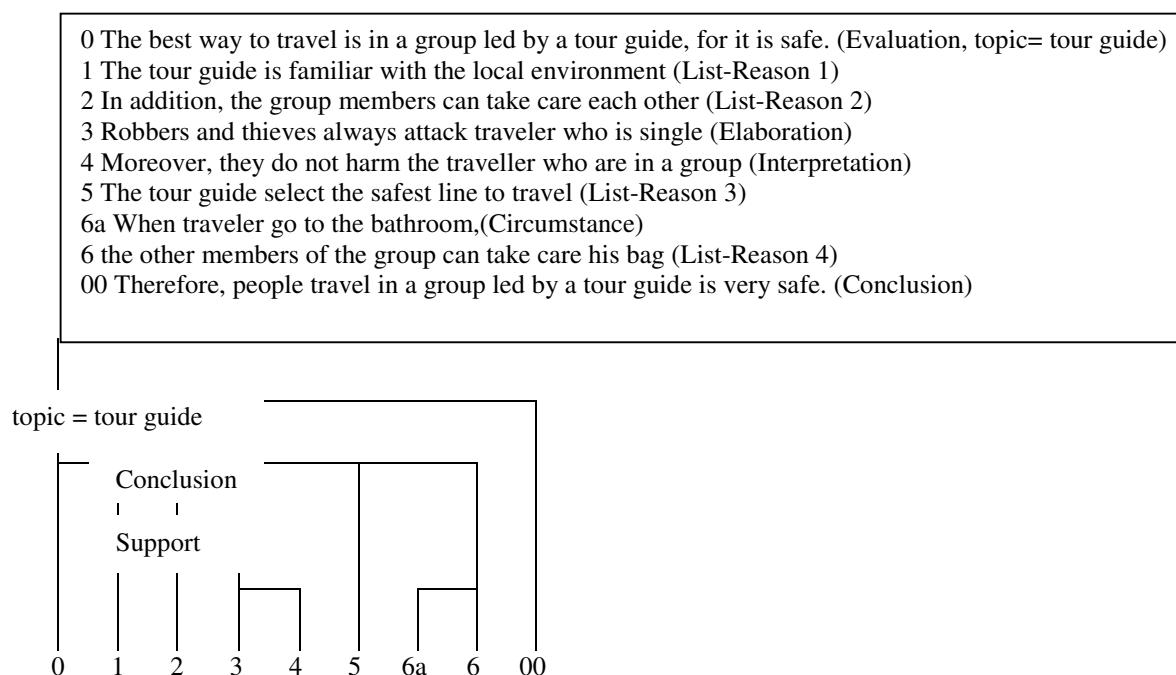 0 The best way to travel is in a group led by a tour guide, for it is safe. (Evaluation, topic= tour guide)
1 The tour guide is familiar with the local environment (List-Reason 1)
2 In addition, the group members can take care each other (List-Reason 2)
3 Robbers and thieves always attack traveler who is single (Elaboration)
4 Moreover, they do not harm the traveller who are in a group (Interpretation)
5 The tour guide select the safest line to travel (List-Reason 3)
6a When traveler go to the bathroom,(Circumstance)
6 the other members of the group can take care his bag (List-Reason 4)
00 Therefore, people travel in a group led by a tour guide is very safe. (Conclusion)
topic = tour guide
Conclusion
Support
0 1 2 3 4 5 6a 6 00